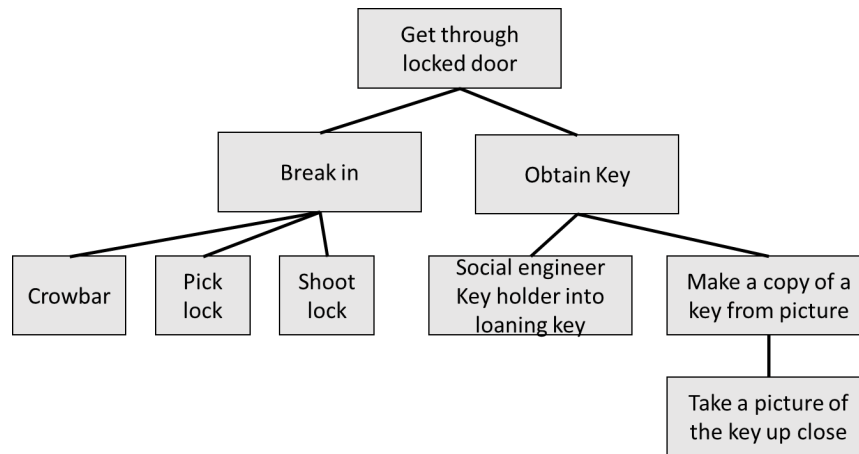 Get through
locked door
Break in
Obtain Key
Crowbar
Pick
lock
Shoot
lock
Social engineer
Key holder into
loaning key
Make a copy of a
key from picture
Take a picture of
the key up close